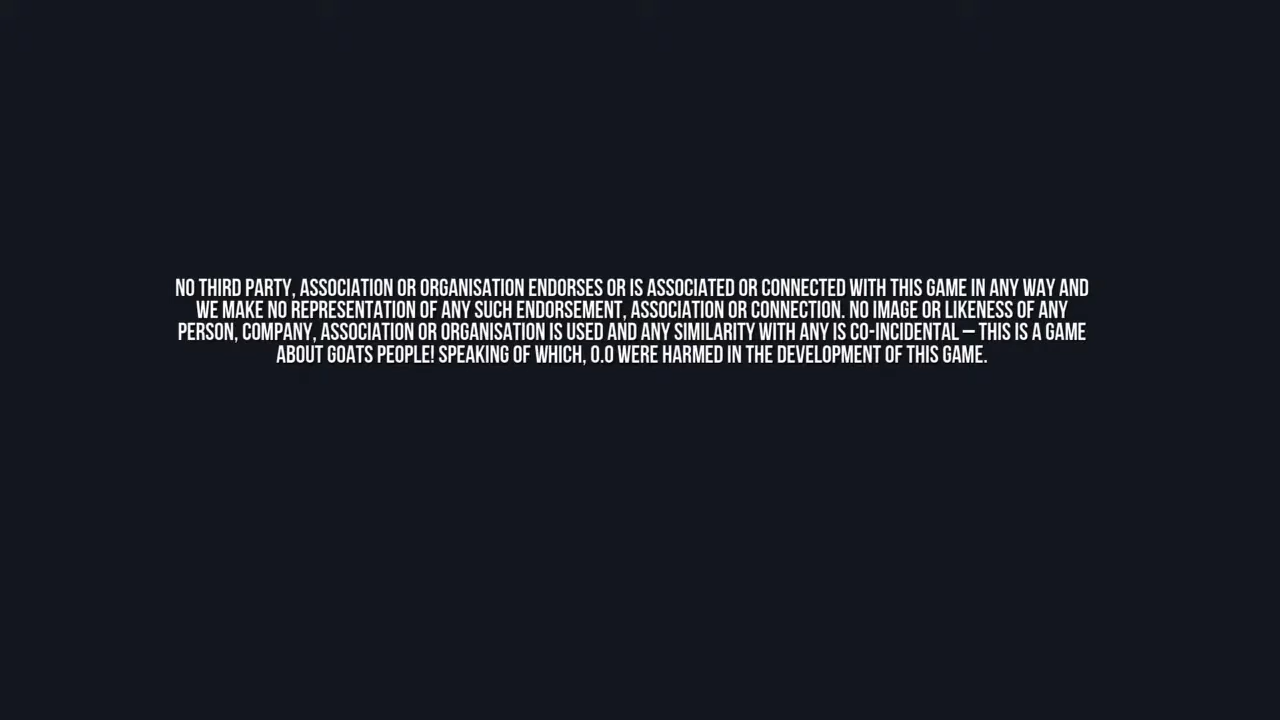 NO THIRD PARTY, ASSOCIATION OR ORGANISATION ENDORSES OR IS ASSOCIATED OR CONNECTED WITH THIS GAME IN ANY WAY AND
WE MAKE NO REPRESENTATION OF ANY SUCH ENDORSEMENT, ASSOCIATION OR CONNECTION. NO IMAGE OR LIKENESS OF ANY
PERSON, COMPANY, ASSOCIATION OR ORGANISATION IS USED AND ANY SIMILARITY WITH ANY IS CO-INCIDENTAL – THIS IS A GAME
ABOUT GOATS PEOPLE! SPEAKING OF WHICH, 0.0 WERE HARMED IN THE DEVELOPMENT OF THIS GAME.